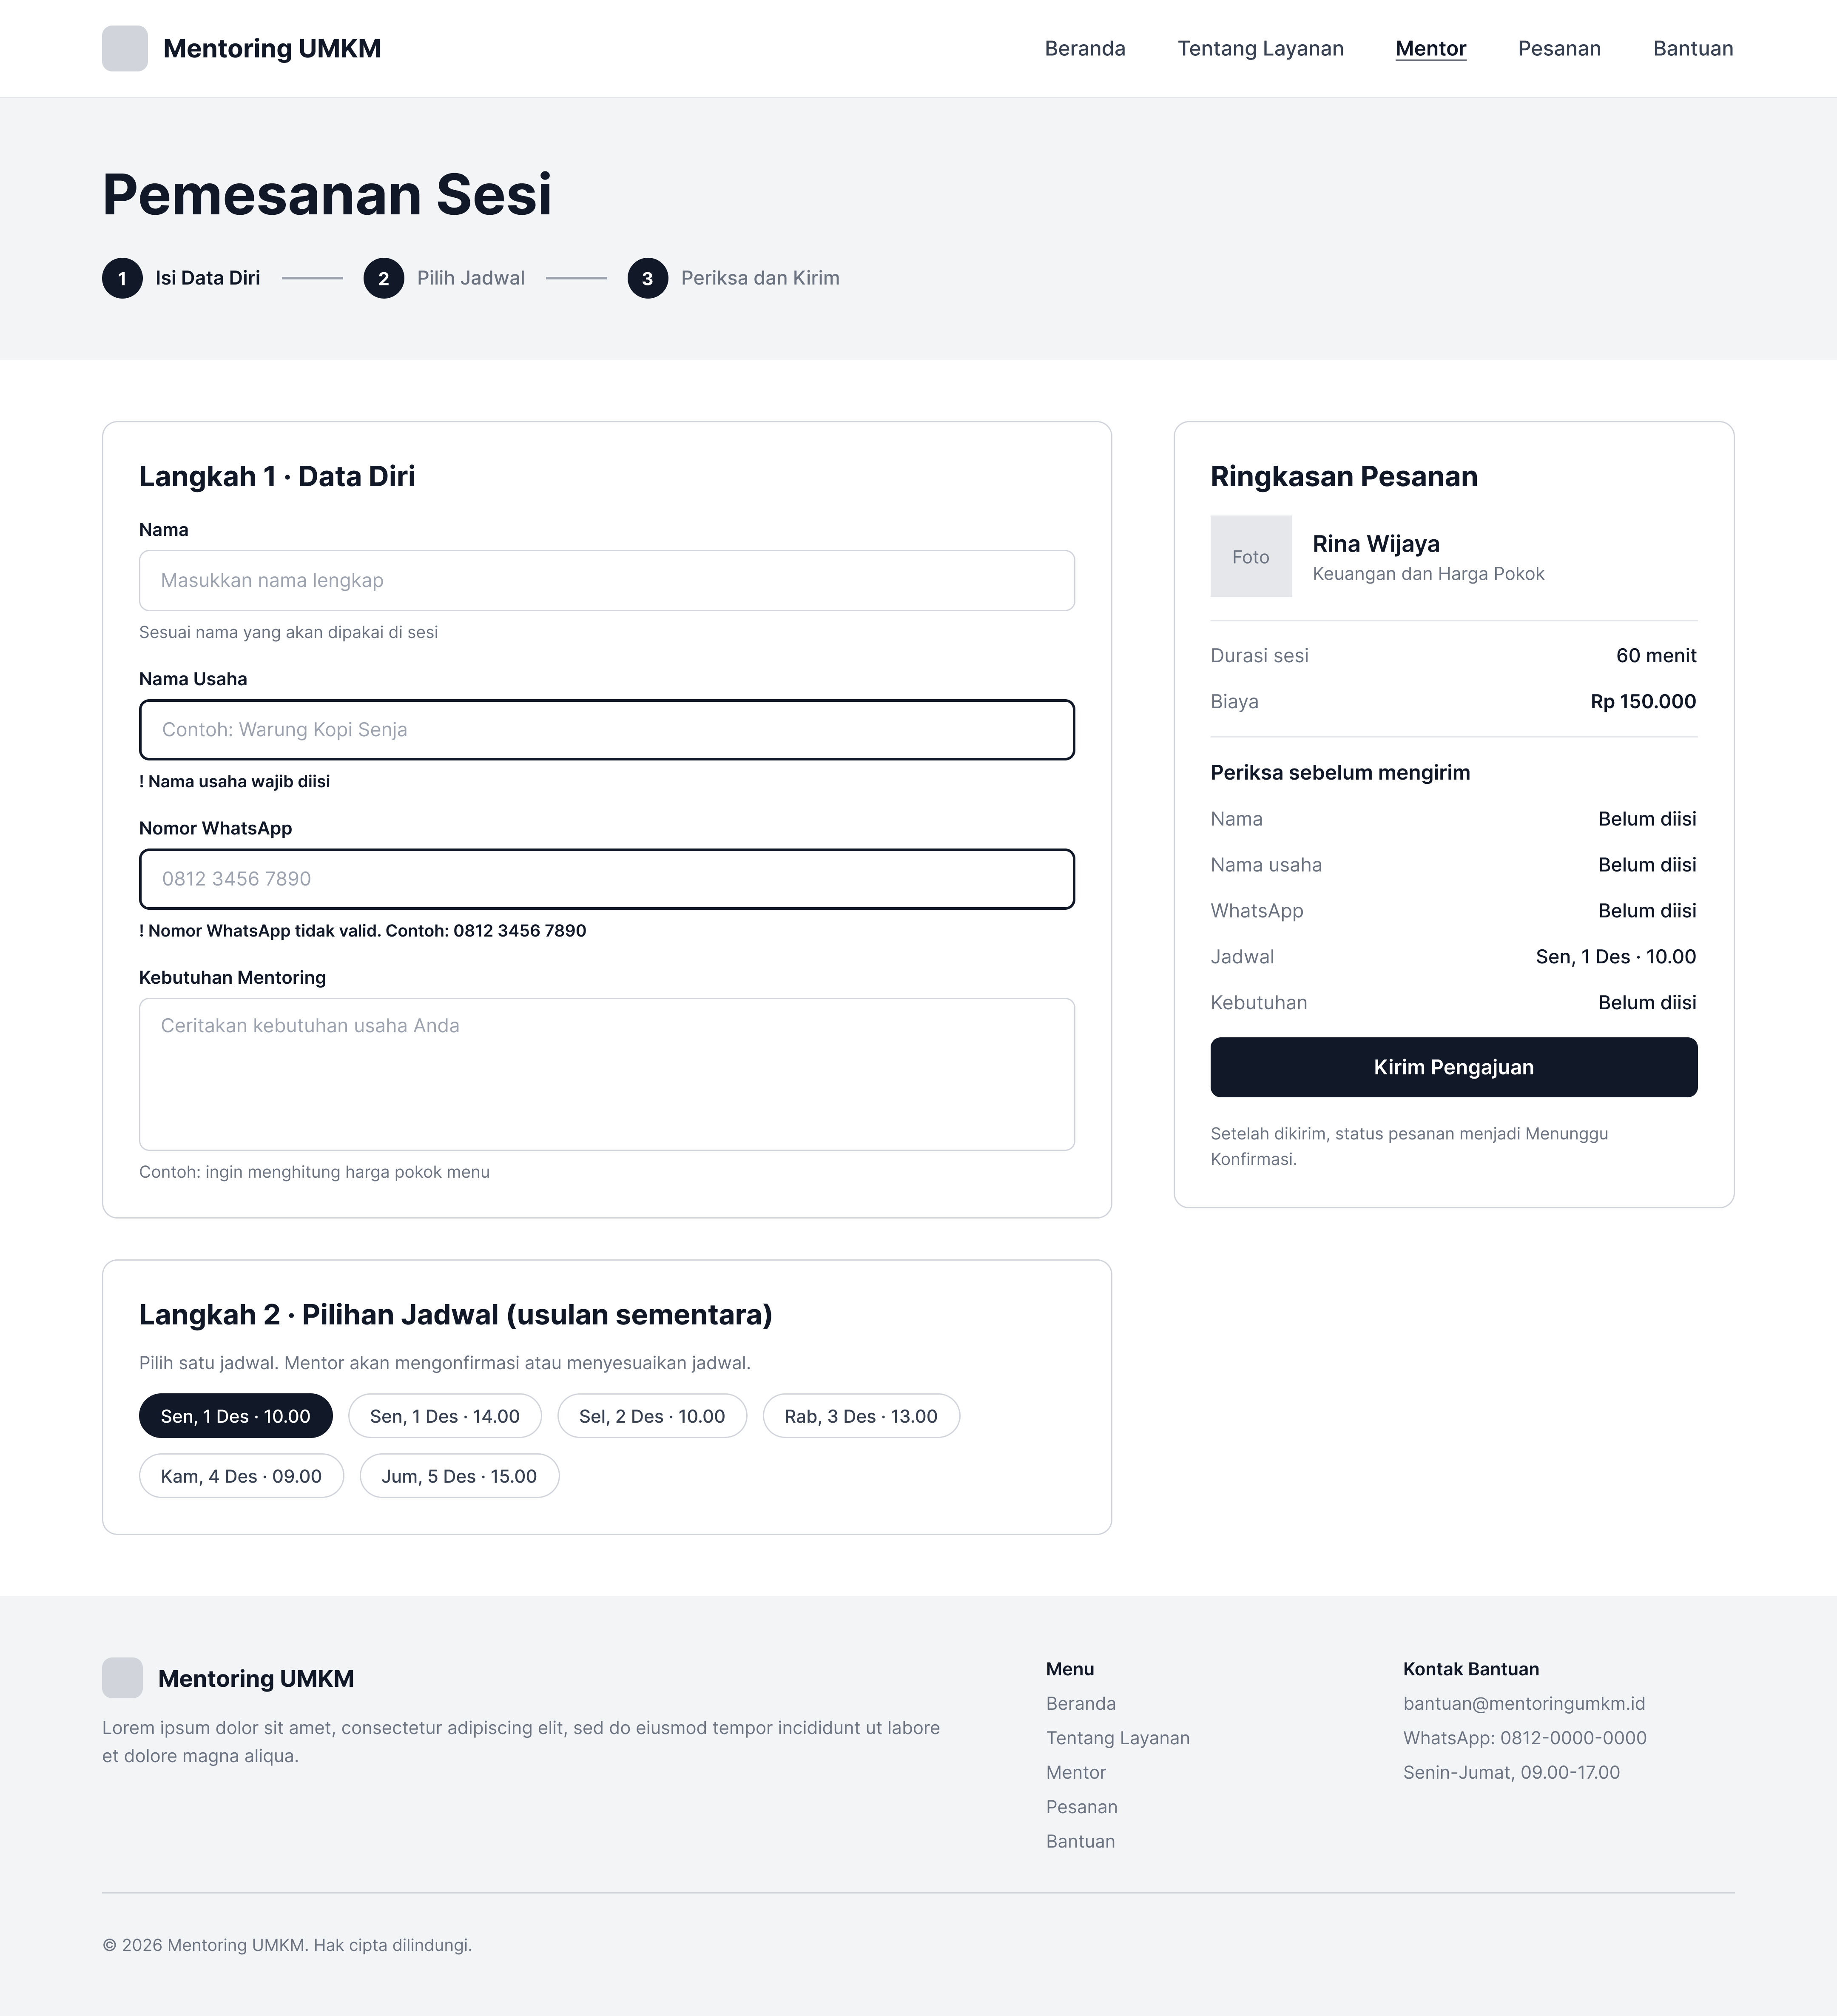 Mentoring UMKM
Beranda
Tentang Layanan
Mentor
Pesanan
Bantuan
Pemesanan Sesi
1 Isi Data Diri
2 Pilih Jadwal
3 Periksa dan Kirim
Langkah 1 · Data Diri
Nama
Masukkan nama lengkap
Sesuai nama yang akan dipakai di sesi
Nama Usaha
Contoh: Warung Kopi Senja
! Nama usaha wajib diisi
Nomor WhatsApp
0812 3456 7890
! Nomor WhatsApp tidak valid. Contoh: 0812 3456 7890
Kebutuhan Mentoring
Ceritakan kebutuhan usaha Anda
Contoh: ingin menghitung harga pokok menu
Langkah 2 · Pilihan Jadwal (usulan sementara)
Pilih satu jadwal. Mentor akan mengonfirmasi atau menyesuaikan jadwal.
Sen, 1 Des · 10.00
Sen, 1 Des · 14.00
Sel, 2 Des · 10.00
Rab, 3 Des · 13.00
Kam, 4 Des · 09.00
Jum, 5 Des · 15.00
Ringkasan Pesanan
Foto
Rina Wijaya
Keuangan dan Harga Pokok
Durasi sesi 60 menit
Biaya Rp 150.000
Periksa sebelum mengirim
Nama Belum diisi
Nama usaha Belum diisi
WhatsApp Belum diisi
Jadwal Sen, 1 Des · 10.00
Kebutuhan Belum diisi
Kirim Pengajuan
Setelah dikirim, status pesanan menjadi Menunggu
Konfirmasi.
Mentoring UMKM
Lorem ipsum dolor sit amet, consectetur adipiscing elit, sed do eiusmod tempor incididunt ut labore
et dolore magna aliqua.
Menu
Beranda
Tentang Layanan
Mentor
Pesanan
Bantuan
Kontak Bantuan
bantuan@mentoringumkm.id
WhatsApp: 0812-0000-0000
Senin-Jumat, 09.00-17.00
© 2026 Mentoring UMKM. Hak cipta dilindungi.